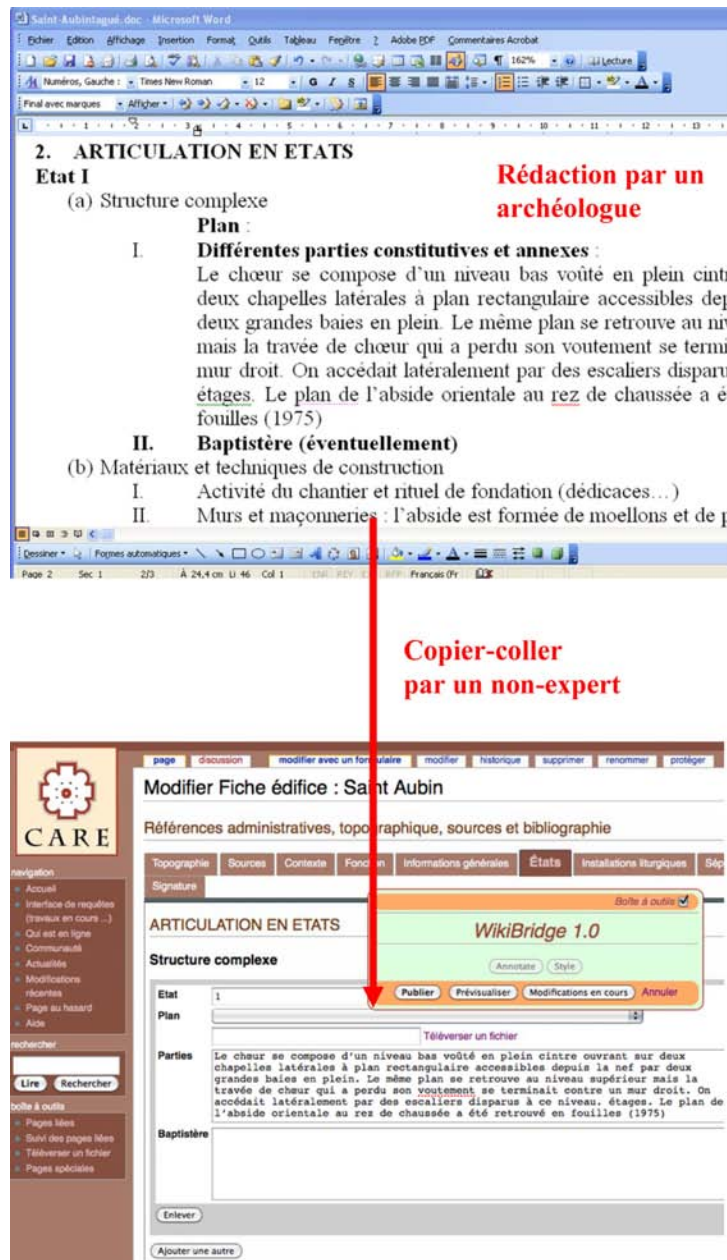 Saint-Aubintagué.doc - Microsoft Word
Fichier Edition Affichage Insertion Format Outils Tableau Fenêtre ? Adobe PDF Commentaires Acrobat
162% Lecture
Numéros, Gauche : Times New Roman 12 G I S
Final avec marques Afficher
1 2 3 4 5 6 7 8 9 10 11 12 13
2. ARTICULATION EN ETATS
Etat I
(a) Structure complexe
Plan :
I. Différentes parties constitutives et annexes :
Le chœur se compose d'un niveau bas voûté en plein cintr
deux chapelles latérales à plan rectangulaire accessibles dep
deux grandes baies en plein. Le même plan se retrouve au niv
mais la travée de chœur qui a perdu son voutement se termi
mur droit. On accédait latéralement par des escaliers disparu
étages. Le plan de l'abside orientale au rez de chaussée a é
fouilles (1975)
II. Baptistère (éventuellement)
(b) Matériaux et techniques de construction
I. Activité du chantier et rituel de fondation (dédicaces…)
II. Murs et maçonneries : l'abside est formée de moellons et de p
Rédaction par un
archéologue
Dessiner Formes automatiques
Page 2 Sec 1 2/3 À 24,4 cm Li 46 Col 1 Français (Fr
Copier-coller
par un non-expert
CARE
page discussion modifier avec un formulaire modifier historique supprimer renommer protéger
Modifier Fiche édifice : Saint Aubin
Références administratives, topographique, sources et bibliographie
Topographie Sources Contexte Fonction Informations générales États Installations liturgiques Sép
Signature
navigation
Accueil
Interface de requêtes
(travaux en cours ...)
Qui est en ligne
Communauté
Actualités
Modifications
récentes
Page au hasard
Aide
rechercher
Lire Rechercher
boîte à outils
Pages liées
Suivi des pages liées
Téléverser un fichier
Pages spéciales
Boîte à outils
WikiBridge 1.0
Annotate Style
Publier Prévisualiser Modifications en cours Annuler
ARTICULATION EN ETATS
Structure complexe
Etat 1
Plan
Téléverser un fichier
Parties Le chœur se compose d'un niveau bas voûté en plein cintre ouvrant sur deux
chapelles latérales à plan rectangulaire accessibles depuis la nef par deux
grandes baies en plein. Le même plan se retrouve au niveau supérieur mais la
travée de chœur qui a perdu son voutement se terminait contre un mur droit. On
accédait latéralement par des escaliers disparus à ce niveau. étages. Le plan de
l'abside orientale au rez de chaussée a été retrouvé en fouilles (1975)
Baptistère
Enlever
Ajouter une autre